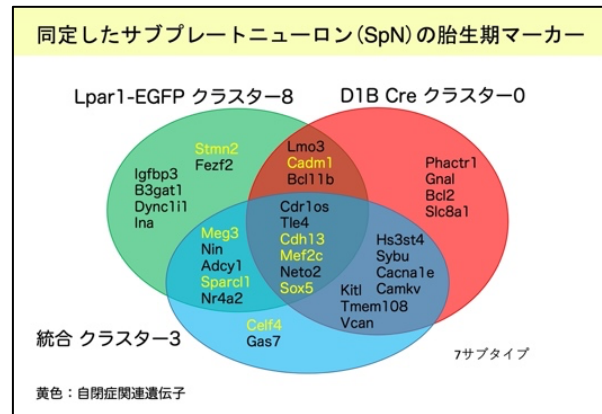 同定したサブプレートニューロン(SpN)の胎生期マーカー
Lpar1-EGFP クラスター8
D1B Cre クラスター0
Stmn2
Fezf2
Igfbp3
B3gat1
Dync1i1
Ina
Lmo3
Cadm1
Bcl11b
Phactr1
Gnal
Bcl2
Slc8a1
Meg3
Nin
Adcy1
Sparcl1
Nr4a2
Cdr1os
Tle4
Cdh13
Mef2c
Neto2
Sox5
Hs3st4
Sybu
Cacna1e
Camkv
Kitl
Tmem108
Vcan
Celf4
Gas7
統合 クラスター3
7サブタイプ
黄色：自閉症関連遺伝子